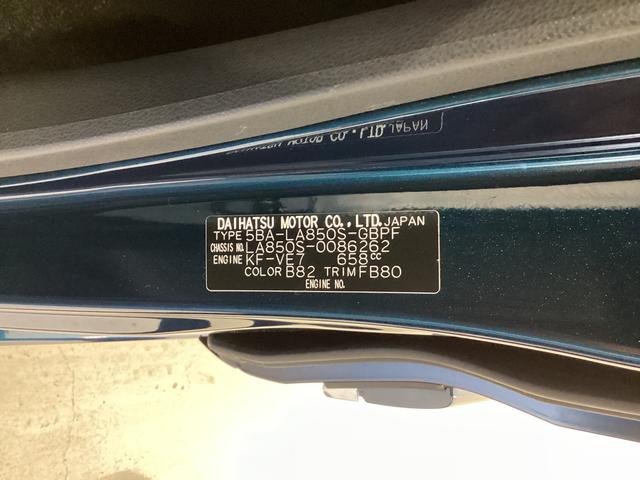 DAIHATSU MOTOR CO.,LTD.JAPAN
TYPE 5BA-LA850S-GBPF
CHASSIS NO. LA850S-0086262
ENGINE KF-VE7 658cc
COLOR B82 TRIM FB80
ENGINE NO.